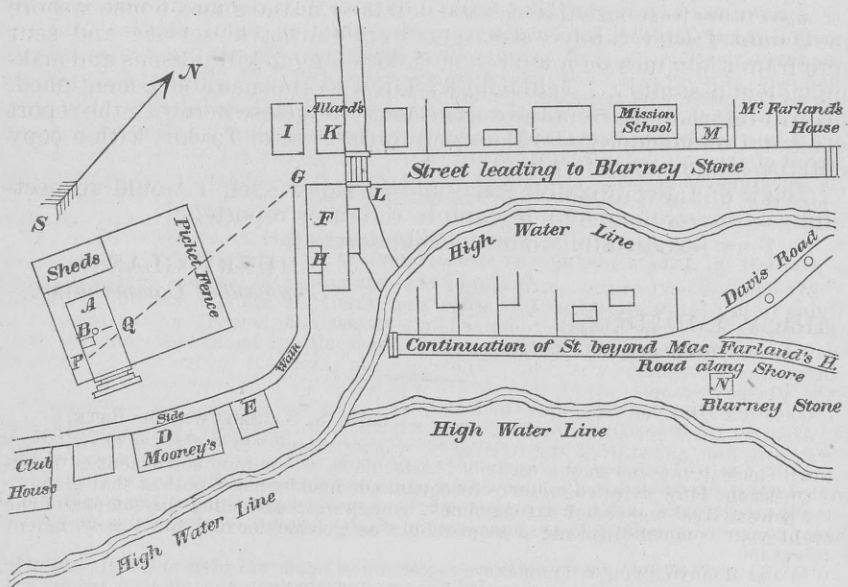 N
S
I
Allard's
K
Mission
School
M
Mc Farland's
House
Street leading to Blarney Stone
G
L
F
H
High Water Line
Davis Road
Sheds
Picket Fence
A
B
Q
P
Continuation of St. beyond Mac Farland's H.
Road along Shore
N
Blarney Stone
High Water Line
Side Walk
D
Mooney's
E
Club
House
High Water Line